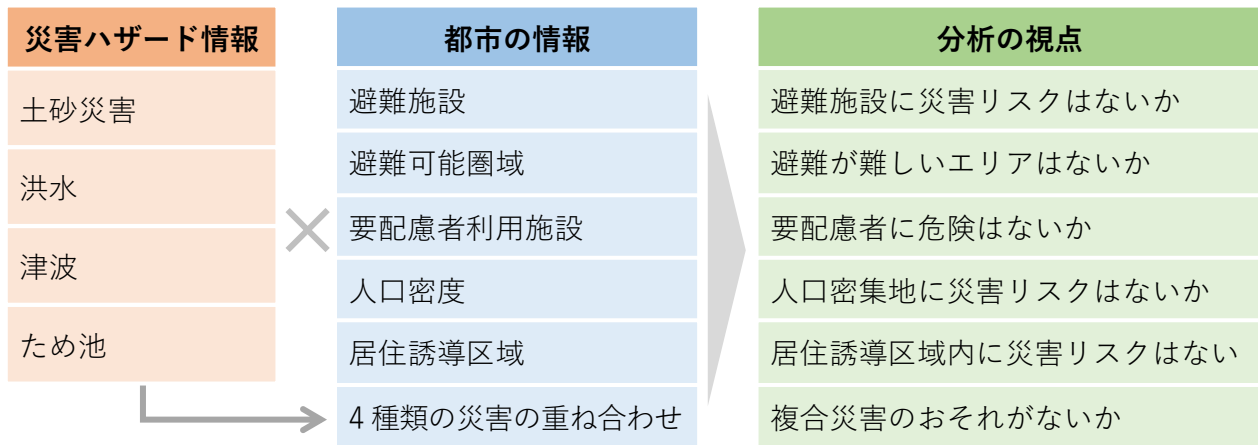 災害ハザード情報
土砂災害
洪水
津波
ため池
×
都市の情報
避難施設
避難可能圏域
要配慮者利用施設
人口密度
居住誘導区域
4種類の災害の重ね合わせ
分析の視点
避難施設に災害リスクはないか
避難が難しいエリアはないか
要配慮者に危険はないか
人口密集地に災害リスクはないか
居住誘導区域内に災害リスクはない
複合災害のおそれがないか